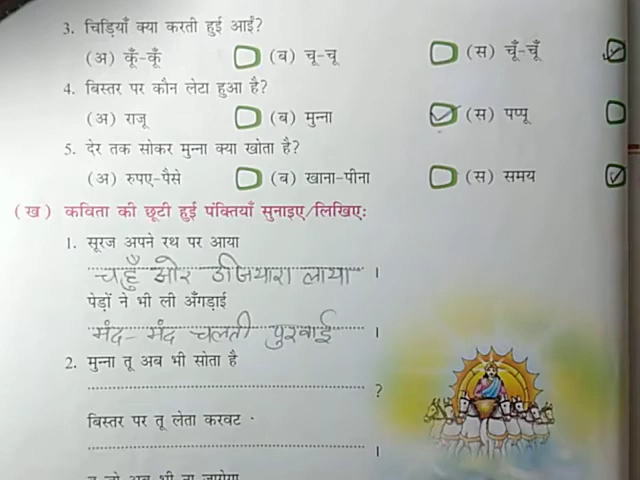 3. चिड़ियाँ क्या करती हुई आईं?
(अ) कूँ-कूँ (ब) चू-चू (स) चूँ-चूँ
4. बिस्तर पर कौन लेटा हुआ है?
(अ) राजू (ब) मुन्ना (स) पप्पू
5. देर तक सोकर मुन्ना क्या खोता है?
(अ) रुपए-पैसे (ब) खाना-पीना (स) समय
(ख) कविता की छूटी हुई पंक्तियाँ सुनाइए/लिखिए:
1. सूरज अपने रथ पर आया
चहुँ ओर उजियारा लाया ।
पेड़ों ने भी ली अँगड़ाई
मंद-मंद चलती पुरवाई ।
2. मुन्ना तू अब भी सोता है
?
बिस्तर पर तू लेता करवट
।